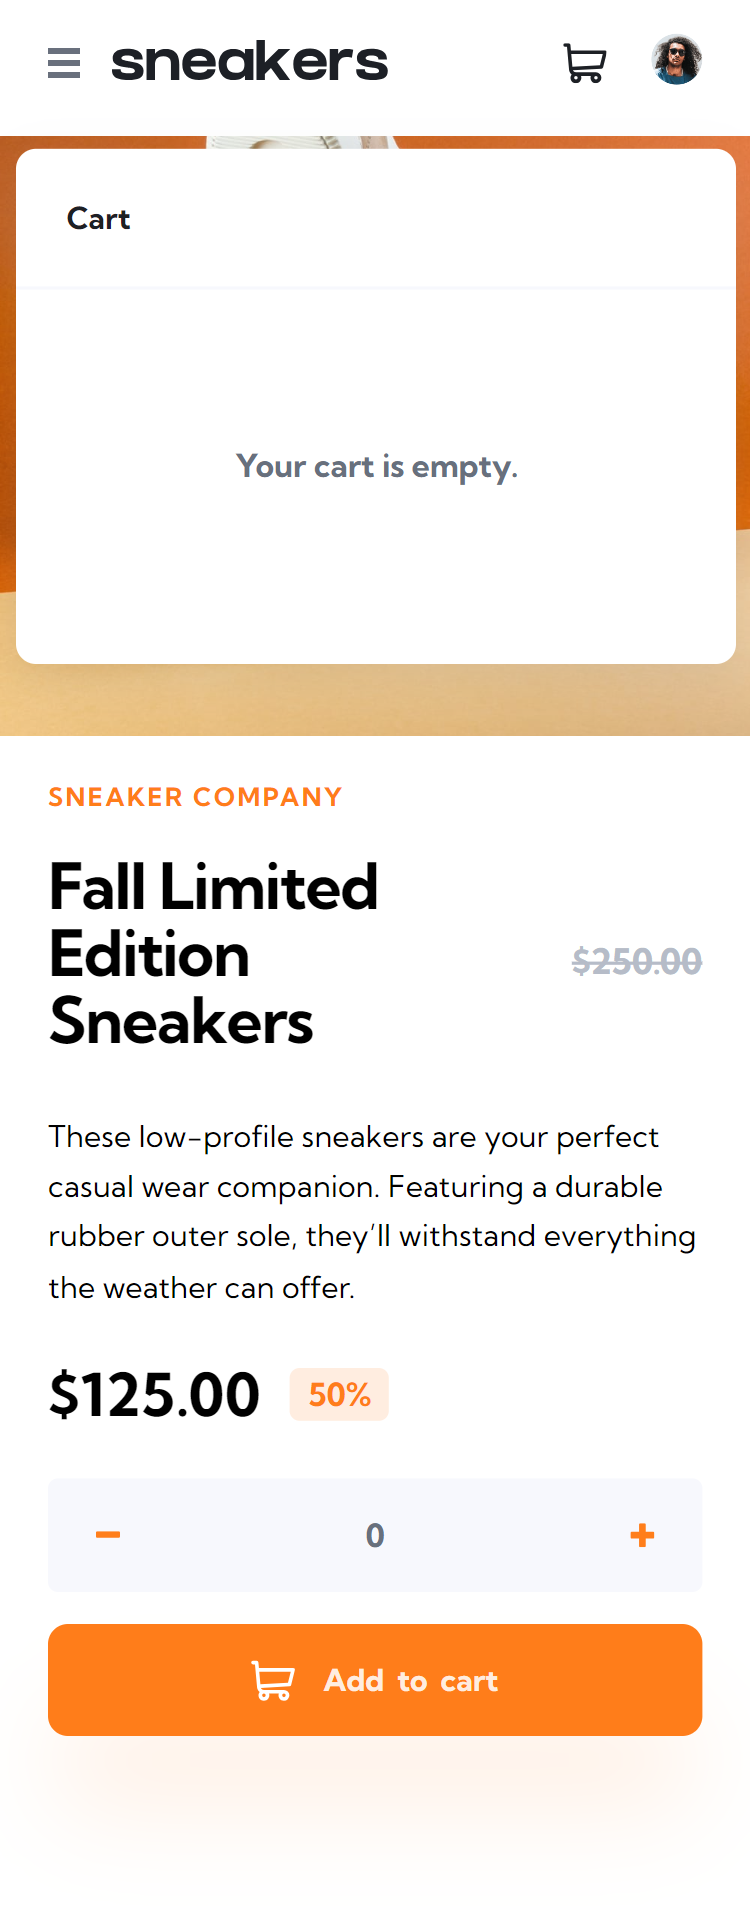 sneakers
Cart
Your cart is empty.
SNEAKER COMPANY
Fall Limited
Edition
Sneakers
$250.00
These low-profile sneakers are your perfect
casual wear companion. Featuring a durable
rubber outer sole, they’ll withstand everything
the weather can offer.
$125.00 50%
0
Add to cart